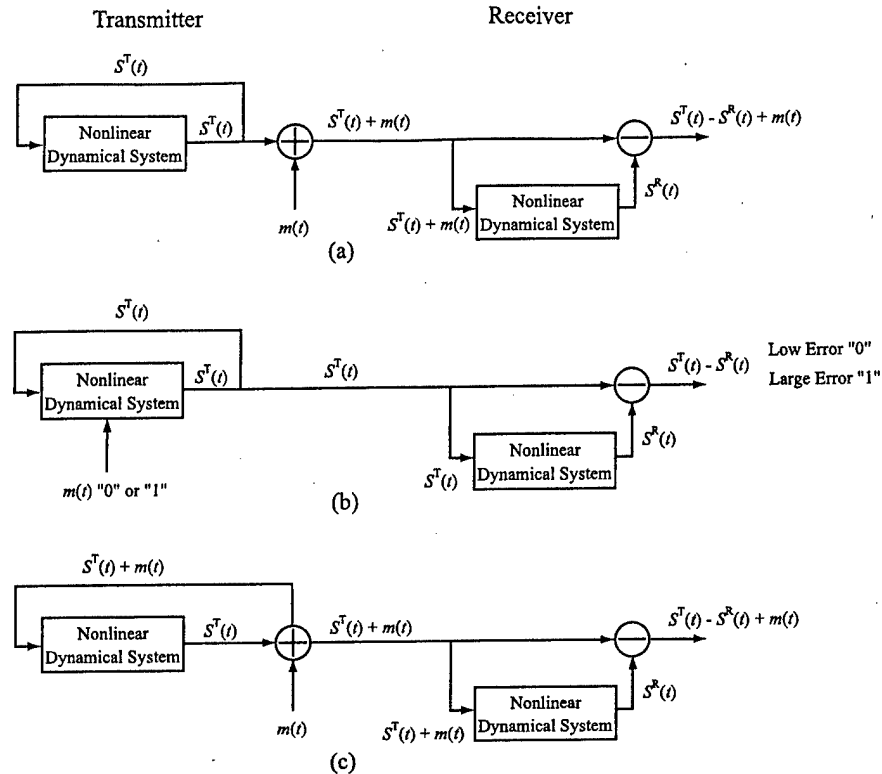 Transmitter
Receiver
S^T(t)
Nonlinear
Dynamical System
S^T(t)
S^T(t) + m(t)
m(t)
S^T(t) + m(t)
Nonlinear
Dynamical System
S^R(t)
S^T(t) - S^R(t) + m(t)
(a)
S^T(t)
Nonlinear
Dynamical System
S^T(t)
S^T(t)
m(t) "0" or "1"
S^T(t)
Nonlinear
Dynamical System
S^R(t)
S^T(t) - S^R(t)
Low Error "0"
Large Error "1"
(b)
S^T(t) + m(t)
Nonlinear
Dynamical System
S^T(t)
S^T(t) + m(t)
m(t)
S^T(t) + m(t)
Nonlinear
Dynamical System
S^R(t)
S^T(t) - S^R(t) + m(t)
(c)